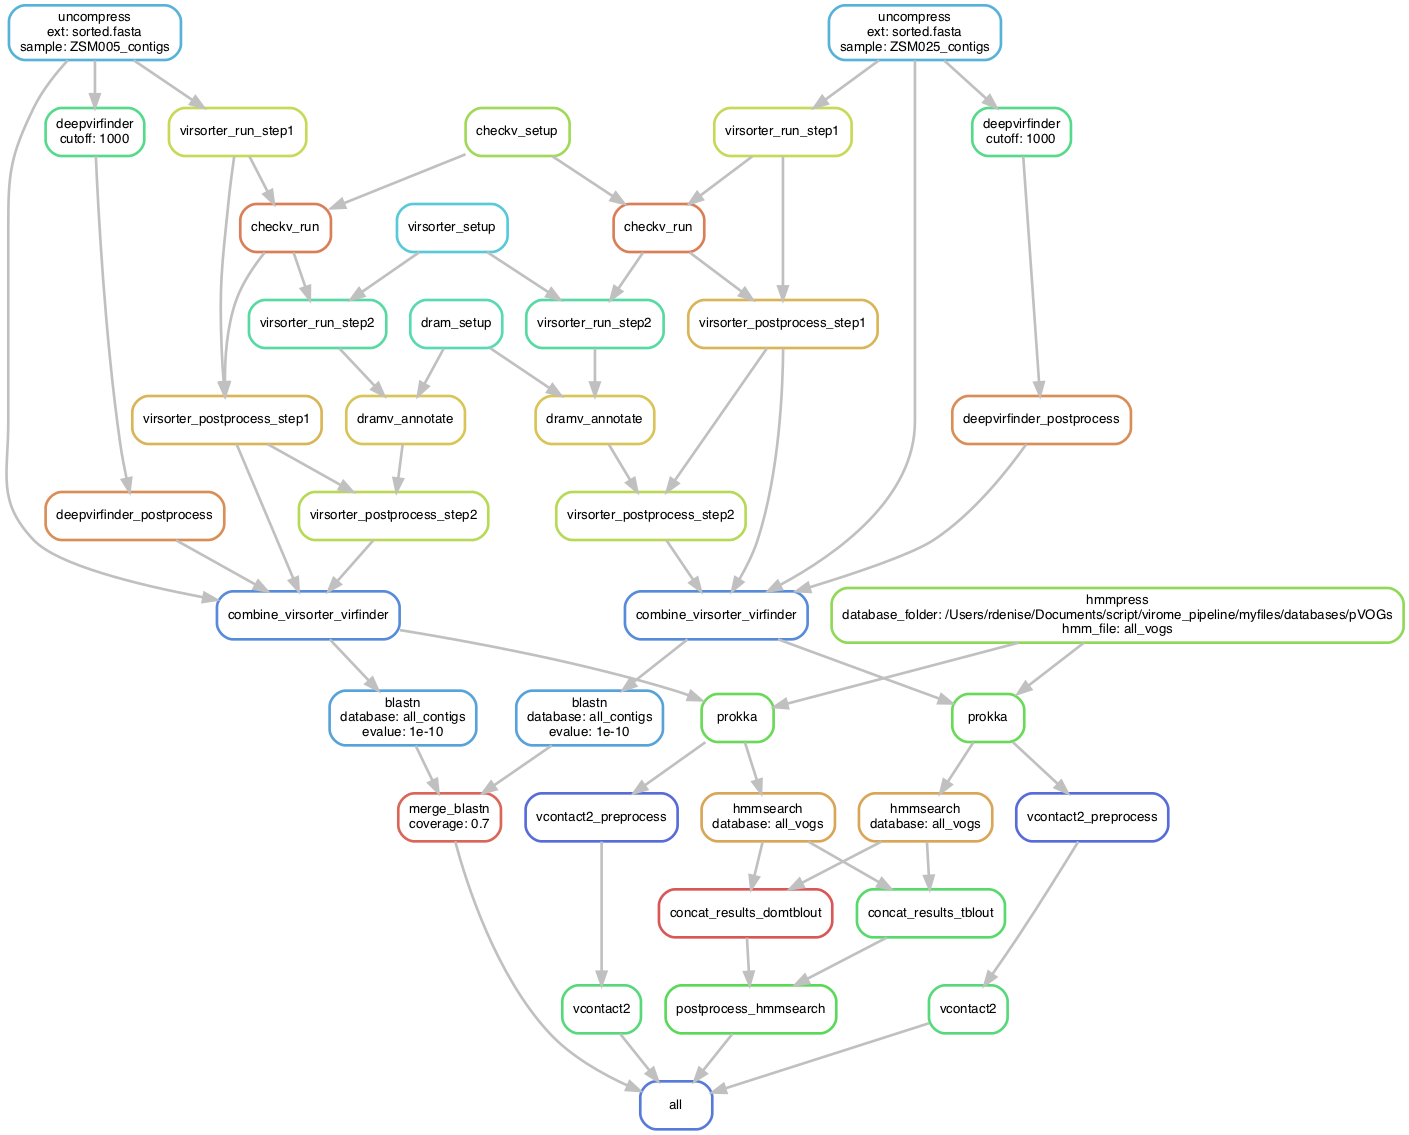 uncompress
ext: sorted.fasta
sample: ZSM005_contigs
uncompress
ext: sorted.fasta
sample: ZSM025_contigs
deepvirfinder
cutoff: 1000
virsorter_run_step1
checkv_setup
virsorter_run_step1
deepvirfinder
cutoff: 1000
checkv_run
virsorter_setup
checkv_run
virsorter_run_step2
dram_setup
virsorter_run_step2
virsorter_postprocess_step1
virsorter_postprocess_step1
dramv_annotate
dramv_annotate
deepvirfinder_postprocess
deepvirfinder_postprocess
virsorter_postprocess_step2
virsorter_postprocess_step2
combine_virsorter_virfinder
combine_virsorter_virfinder
hmmpress
database_folder: /Users/rdenise/Documents/script/virome_pipeline/myfiles/databases/pVOGs
hmm_file: all_vogs
blastn
database: all_contigs
evalue: 1e-10
blastn
database: all_contigs
evalue: 1e-10
prokka
prokka
merge_blastn
coverage: 0.7
vcontact2_preprocess
hmmsearch
database: all_vogs
hmmsearch
database: all_vogs
vcontact2_preprocess
concat_results_domtblout
concat_results_tblout
vcontact2
postprocess_hmmsearch
vcontact2
all